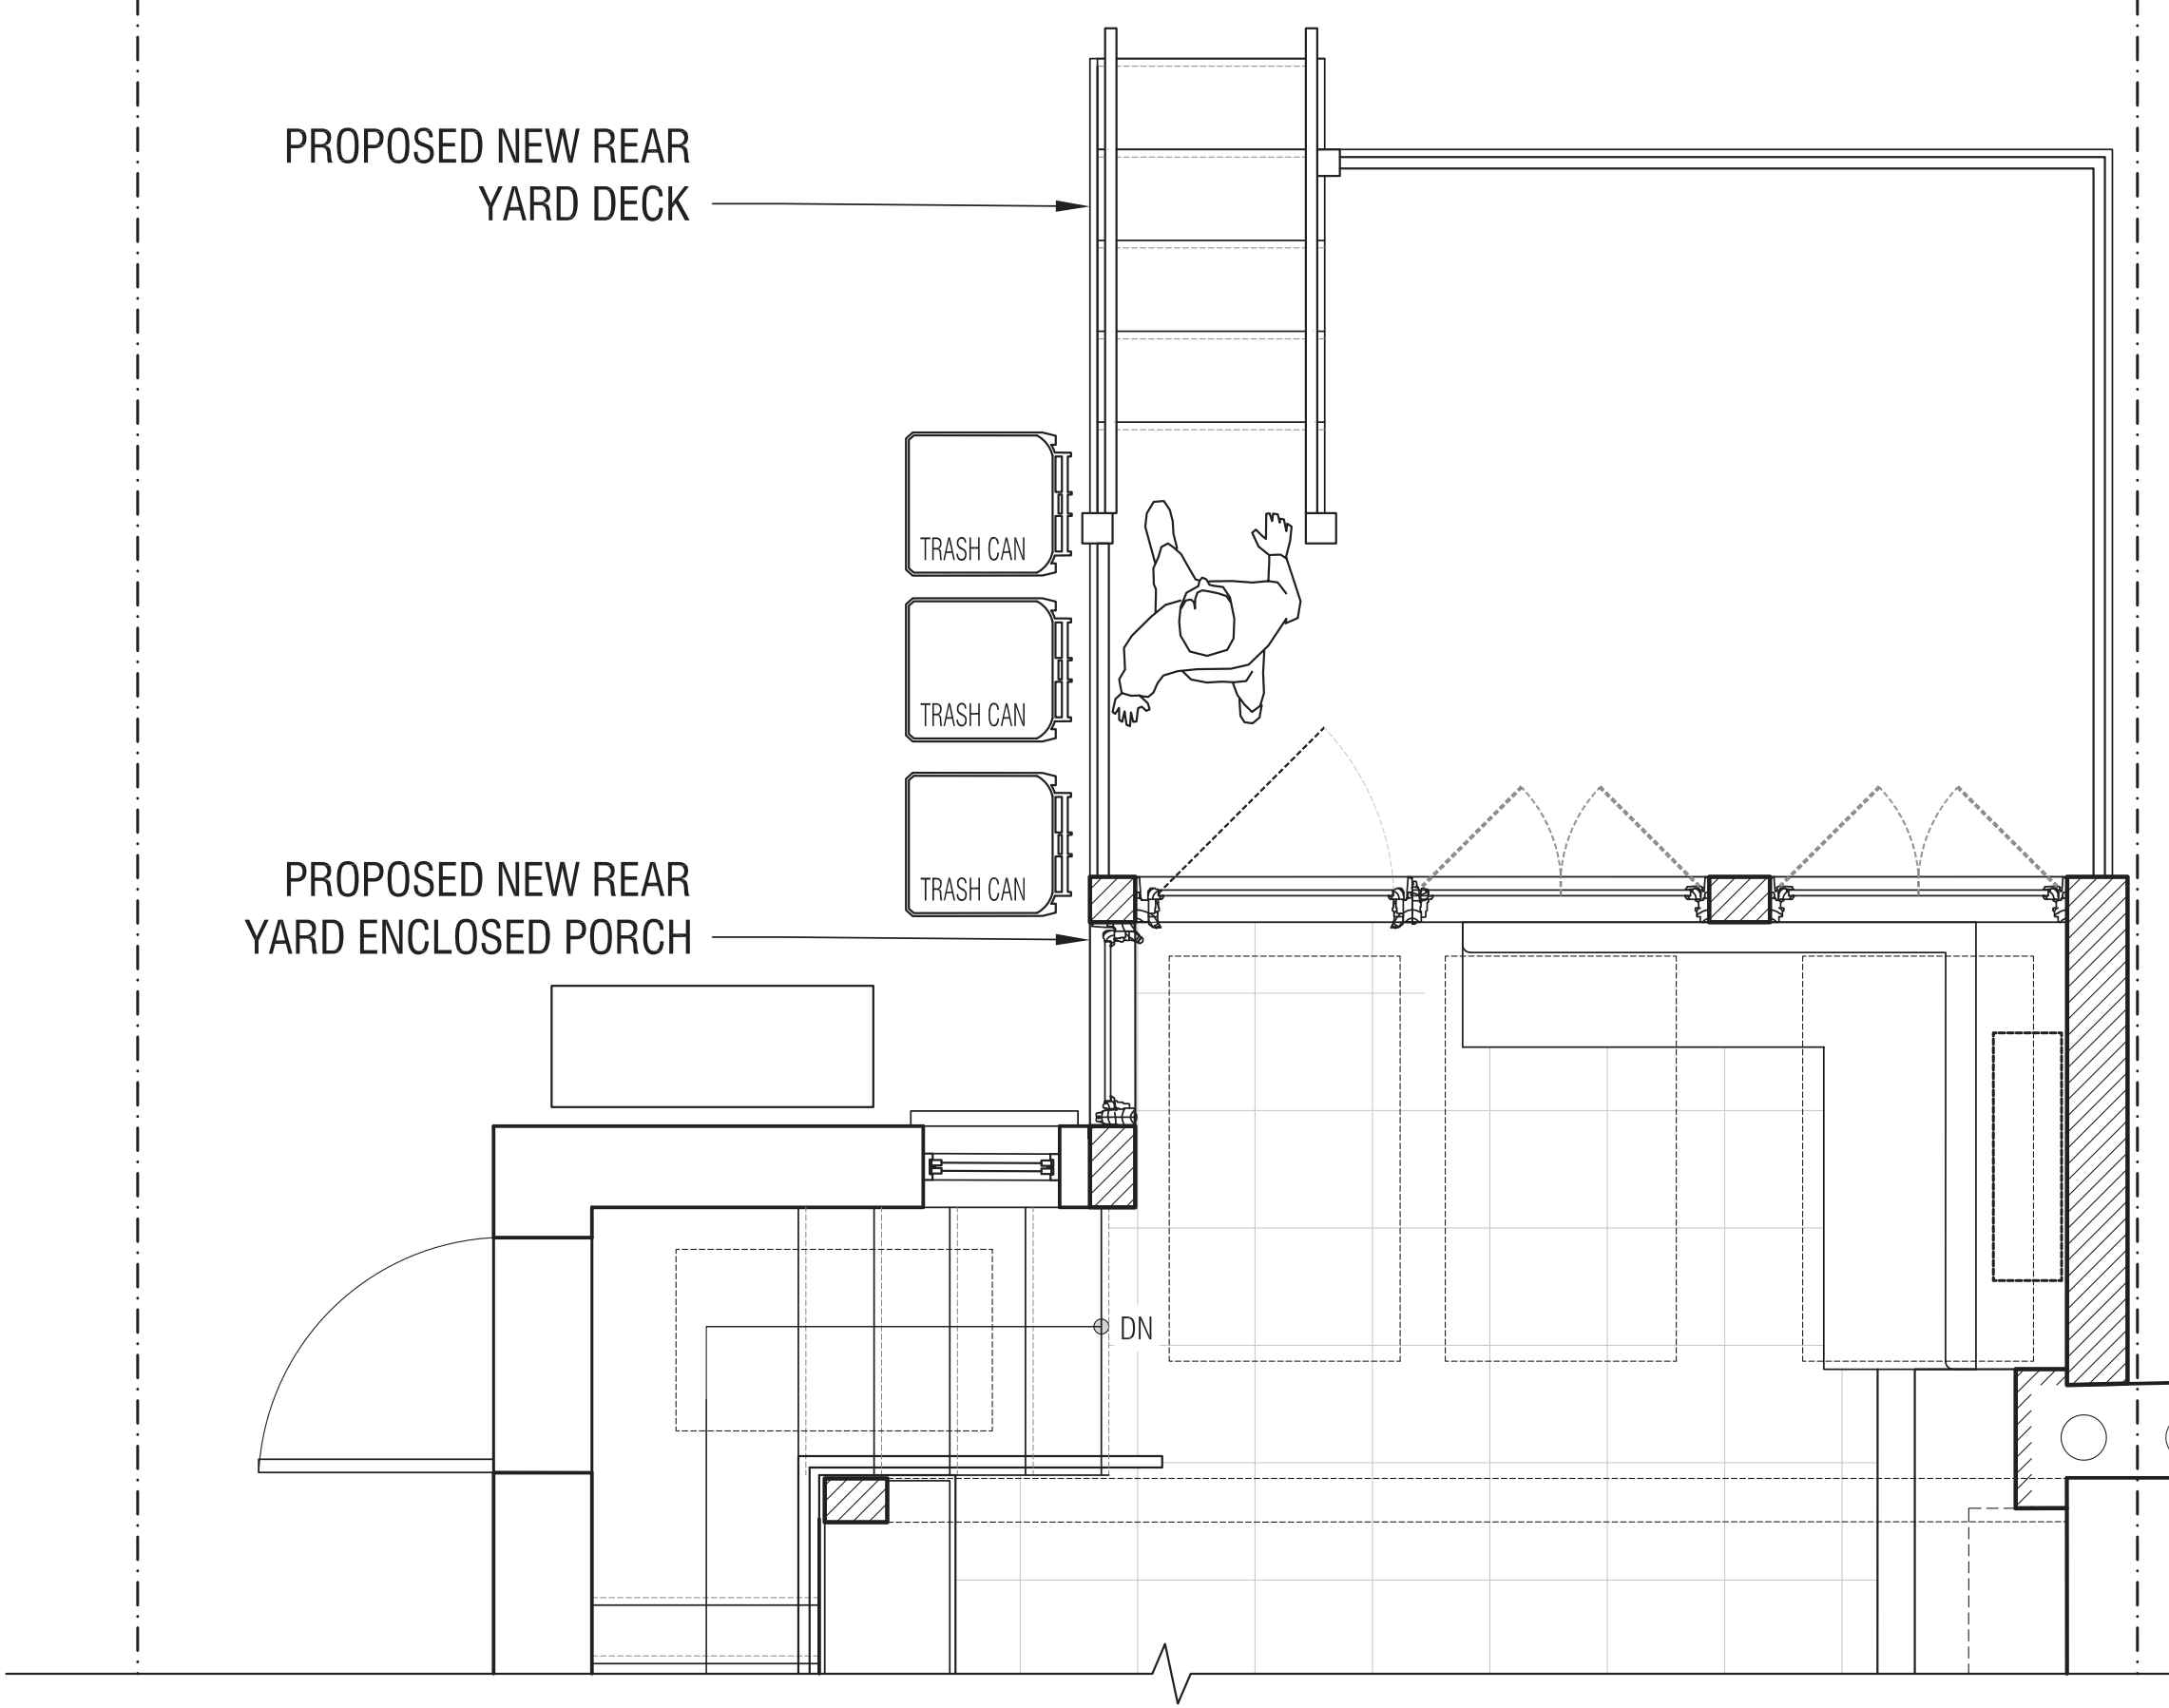 PROPOSED NEW REAR
YARD DECK
TRASH CAN
TRASH CAN
TRASH CAN
PROPOSED NEW REAR
YARD ENCLOSED PORCH
DN